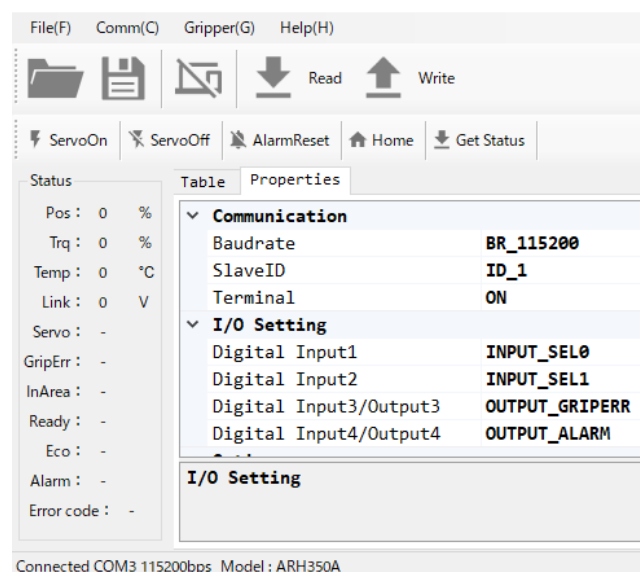 File(F) Comm(C) Gripper(G) Help(H)
Read Write
ServoOn ServoOff AlarmReset Home Get Status
Status
Table Properties
Pos： 0 %
Trq： 0 %
Temp： 0 °C
Link： 0 V
Servo： -
GripErr： -
InArea： -
Ready： -
Eco： -
Alarm： -
Error code： -
Communication
Baudrate BR_115200
SlaveID ID_1
Terminal ON
I/O Setting
Digital Input1 INPUT_SEL0
Digital Input2 INPUT_SEL1
Digital Input3/Output3 OUTPUT_GRIPERR
Digital Input4/Output4 OUTPUT_ALARM
I/O Setting
Connected COM3 115200bps Model : ARH350A